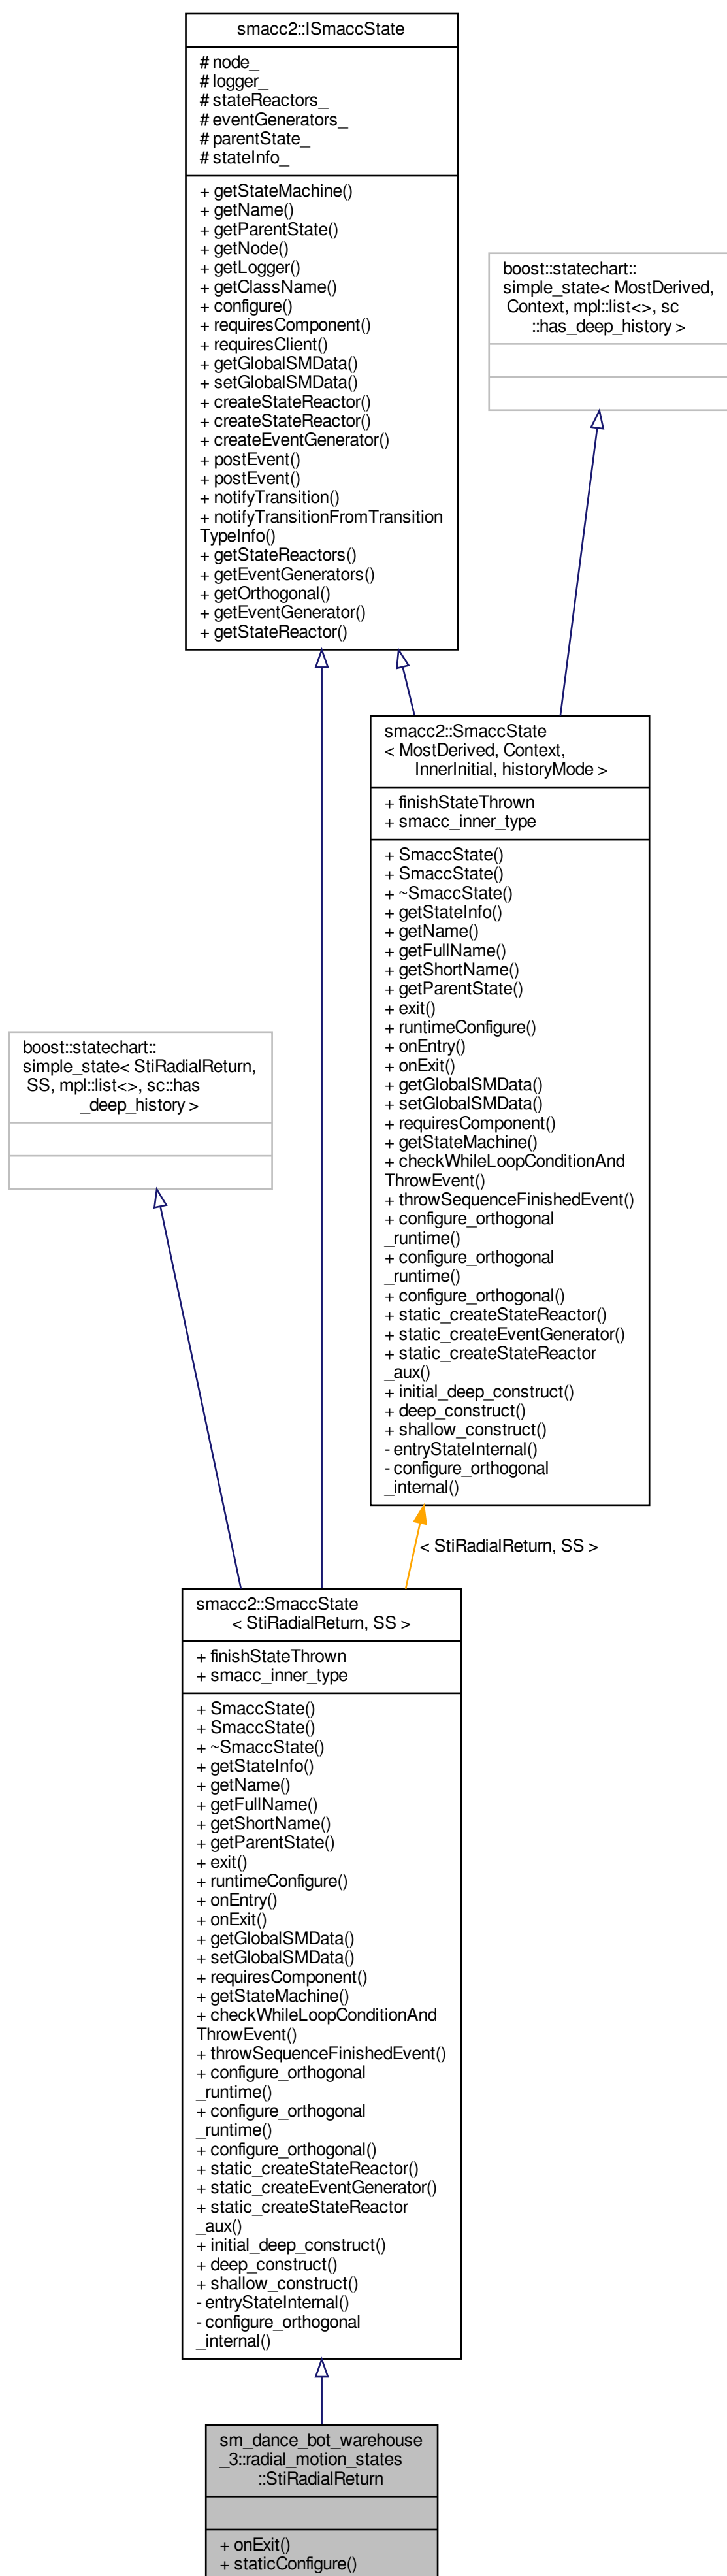 smacc2::ISmaccState
# node_
# logger_
# stateReactors_
# eventGenerators_
# parentState_
# stateInfo_
+ getStateMachine()
+ getName()
+ getParentState()
+ getNode()
+ getLogger()
+ getClassName()
+ configure()
+ requiresComponent()
+ requiresClient()
+ getGlobalSMData()
+ setGlobalSMData()
+ createStateReactor()
+ createStateReactor()
+ createEventGenerator()
+ postEvent()
+ postEvent()
+ notifyTransition()
+ notifyTransitionFromTransition
TypeInfo()
+ getStateReactors()
+ getEventGenerators()
+ getOrthogonal()
+ getEventGenerator()
+ getStateReactor()
boost::statechart::
simple_state< MostDerived,
Context, mpl::list<>, sc
::has_deep_history >
smacc2::SmaccState
< MostDerived, Context,
InnerInitial, historyMode >
+ finishStateThrown
+ smacc_inner_type
+ SmaccState()
+ SmaccState()
+ ~SmaccState()
+ getStateInfo()
+ getName()
+ getFullName()
+ getShortName()
+ getParentState()
+ exit()
+ runtimeConfigure()
+ onEntry()
+ onExit()
+ getGlobalSMData()
+ setGlobalSMData()
+ requiresComponent()
+ getStateMachine()
+ checkWhileLoopConditionAnd
ThrowEvent()
+ throwSequenceFinishedEvent()
+ configure_orthogonal
_runtime()
+ configure_orthogonal
_runtime()
+ configure_orthogonal()
+ static_createStateReactor()
+ static_createEventGenerator()
+ static_createStateReactor
_aux()
+ initial_deep_construct()
+ deep_construct()
+ shallow_construct()
- entryStateInternal()
- configure_orthogonal
_internal()
boost::statechart::
simple_state< StiRadialReturn,
SS, mpl::list<>, sc::has
_deep_history >
< StiRadialReturn, SS >
smacc2::SmaccState
< StiRadialReturn, SS >
+ finishStateThrown
+ smacc_inner_type
+ SmaccState()
+ SmaccState()
+ ~SmaccState()
+ getStateInfo()
+ getName()
+ getFullName()
+ getShortName()
+ getParentState()
+ exit()
+ runtimeConfigure()
+ onEntry()
+ onExit()
+ getGlobalSMData()
+ setGlobalSMData()
+ requiresComponent()
+ getStateMachine()
+ checkWhileLoopConditionAnd
ThrowEvent()
+ throwSequenceFinishedEvent()
+ configure_orthogonal
_runtime()
+ configure_orthogonal
_runtime()
+ configure_orthogonal()
+ static_createStateReactor()
+ static_createEventGenerator()
+ static_createStateReactor
_aux()
+ initial_deep_construct()
+ deep_construct()
+ shallow_construct()
- entryStateInternal()
- configure_orthogonal
_internal()
sm_dance_bot_warehouse
_3::radial_motion_states
::StiRadialReturn
+ onExit()
+ staticConfigure()